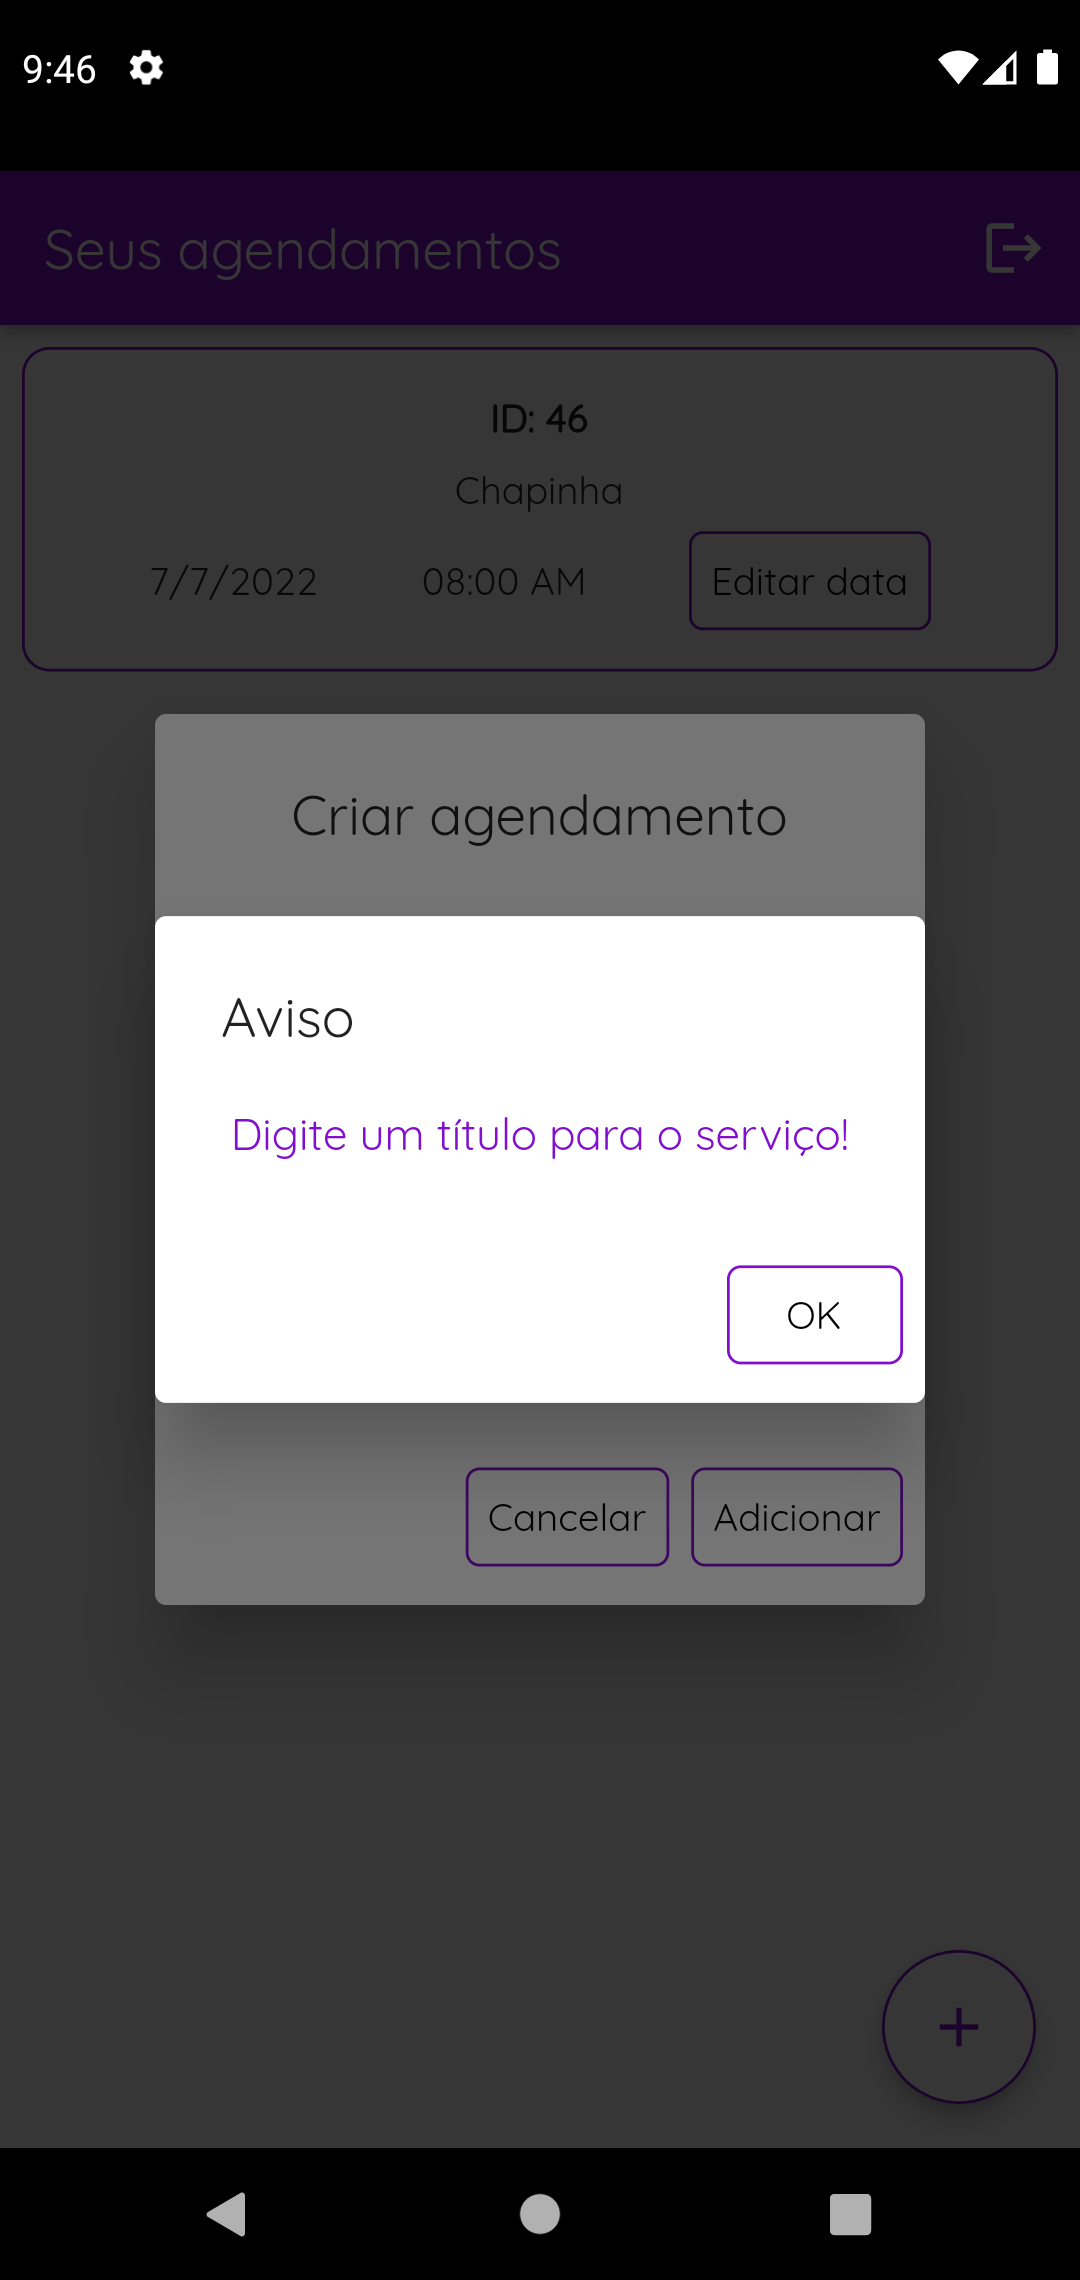 9:46
Seus agendamentos
ID: 46
Chapinha
7/7/2022 08:00 AM Editar data
Criar agendamento
Aviso
Digite um título para o serviço!
OK
Cancelar Adicionar